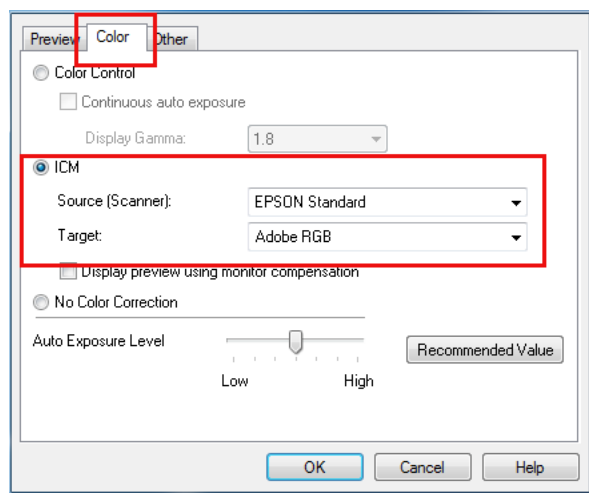 Preview Color Other
Color Control
Continuous auto exposure
Display Gamma: 1.8
ICM
Source (Scanner): EPSON Standard
Target: Adobe RGB
Display preview using monitor compensation
No Color Correction
Auto Exposure Level
Recommended Value
Low High
OK Cancel Help